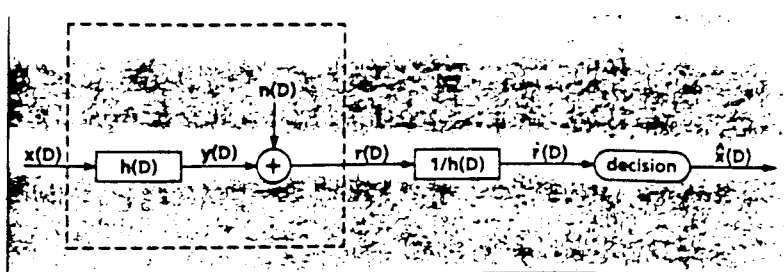 n(D)
x(D) h(D) y(D) + r(D) 1/h(D) ṙ(D) decision x̂(D)